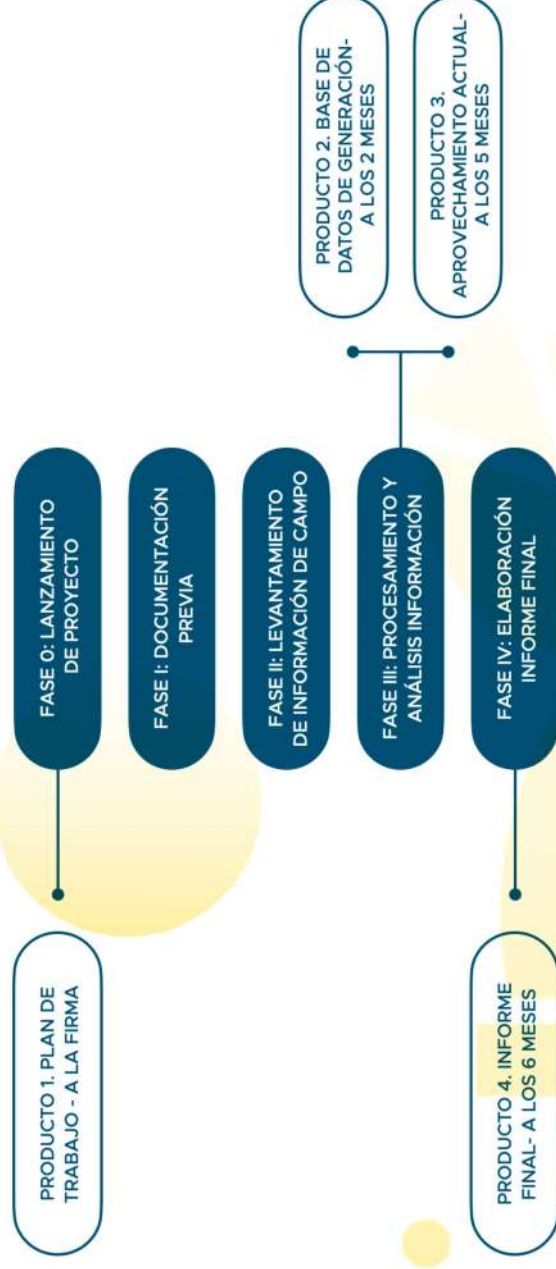 PRODUCTO 1. PLAN DE
TRABAJO - A LA FIRMA
PRODUCTO 4. INFORME
FINAL- A LOS 6 MESES
FASE 0: LANZAMIENTO
DE PROYECTO
FASE I: DOCUMENTACIÓN
PREVIA
FASE II: LEVANTAMIENTO
DE INFORMACIÓN DE CAMPO
FASE III: PROCESAMIENTO Y
ANÁLISIS INFORMACIÓN
FASE IV: ELABORACIÓN
INFORME FINAL
PRODUCTO 2. BASE DE
DATOS DE GENERACIÓN-
A LOS 2 MESES
PRODUCTO 3.
APROVECHAMIENTO ACTUAL-
A LOS 5 MESES